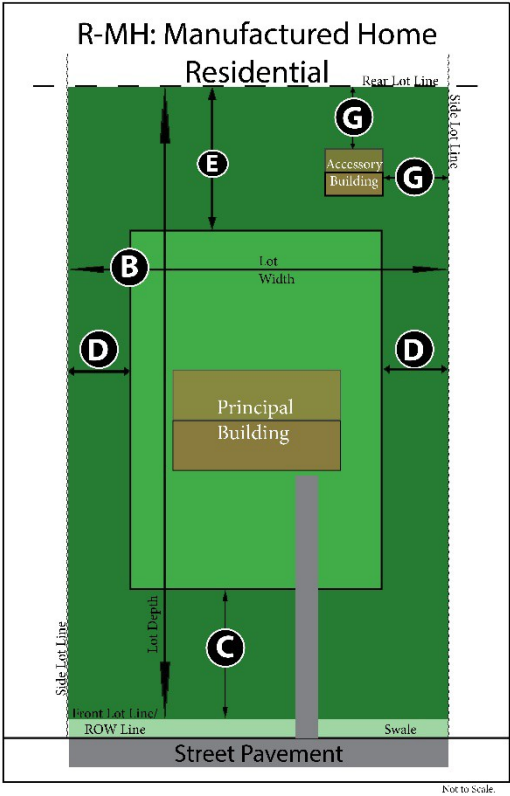 R-MH: Manufactured Home
Residential
Rear Lot Line
Side Lot Line
G
E
Accessory
Building
G
B
Lot
Width
D
D
Principal
Building
Lot Depth
C
Side Lot Line
Front Lot Line/
ROW Line
Swale
Street Pavement
Not to Scale.